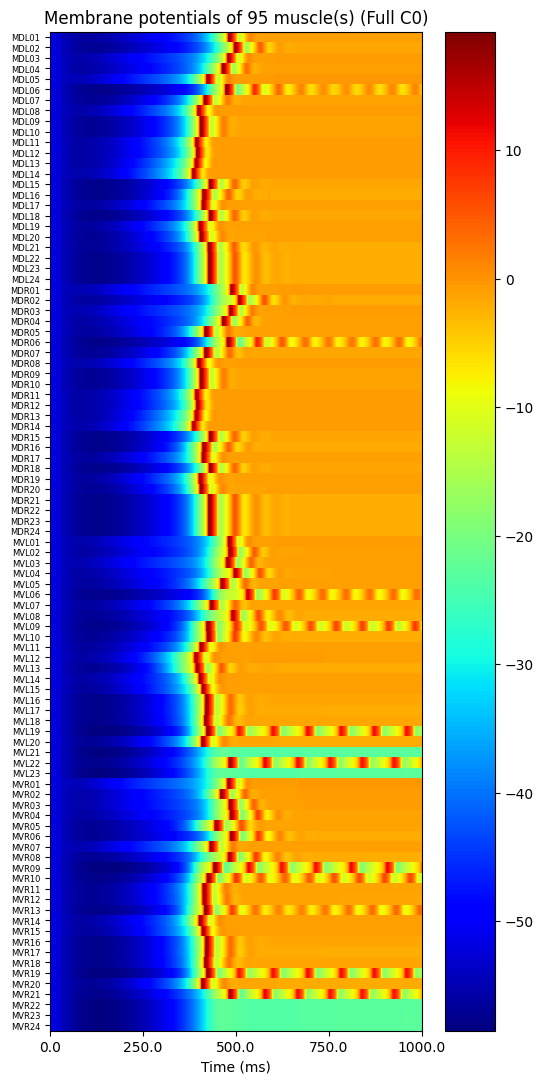 Membrane potentials of 95 muscle(s) (Full C0)
MDL01
MDL02
MDL03
MDL04
MDL05
MDL06
MDL07
MDL08
MDL09
MDL10
MDL11
MDL12
MDL13
MDL14
MDL15
MDL16
MDL17
MDL18
MDL19
MDL20
MDL21
MDL22
MDL23
MDL24
MDR01
MDR02
MDR03
MDR04
MDR05
MDR06
MDR07
MDR08
MDR09
MDR10
MDR11
MDR12
MDR13
MDR14
MDR15
MDR16
MDR17
MDR18
MDR19
MDR20
MDR21
MDR22
MDR23
MDR24
MVL01
MVL02
MVL03
MVL04
MVL05
MVL06
MVL07
MVL08
MVL09
MVL10
MVL11
MVL12
MVL13
MVL14
MVL15
MVL16
MVL17
MVL18
MVL19
MVL20
MVL21
MVL22
MVL23
MVR01
MVR02
MVR03
MVR04
MVR05
MVR06
MVR07
MVR08
MVR09
MVR10
MVR11
MVR12
MVR13
MVR14
MVR15
MVR16
MVR17
MVR18
MVR19
MVR20
MVR21
MVR22
MVR23
MVR24
0.0 250.0 500.0 750.0 1000.0
Time (ms)
10
0
−10
−20
−30
−40
−50